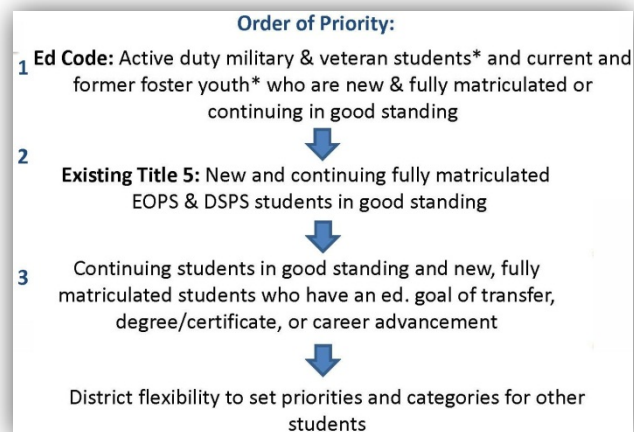 Order of Priority:
1 Ed Code: Active duty military & veteran students* and current and
former foster youth* who are new & fully matriculated or
continuing in good standing
2
Existing Title 5: New and continuing fully matriculated
EOPS & DSPS students in good standing
Continuing students in good standing and new, fully
3 matriculated students who have an ed. goal of transfer,
degree/certificate, or career advancement
District flexibility to set priorities and categories for other
students